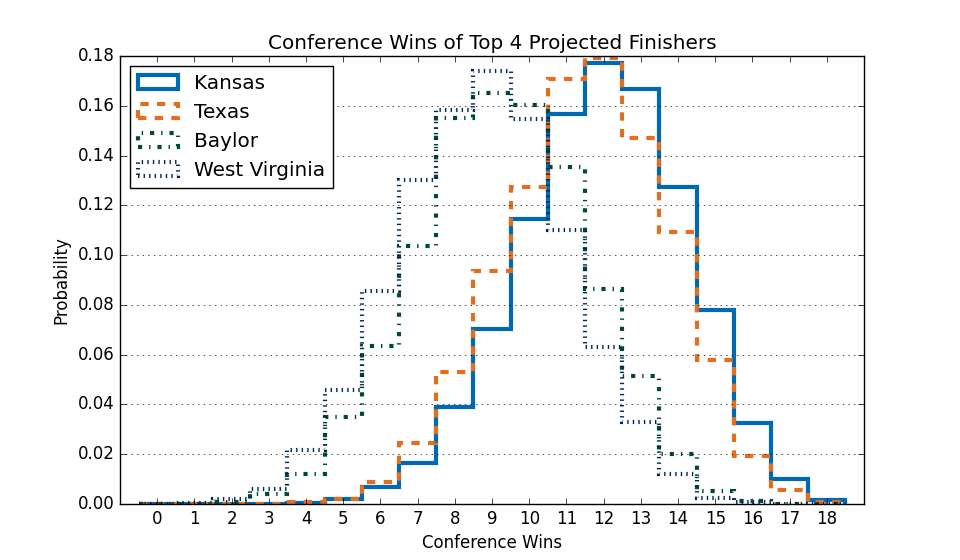 Conference Wins of Top 4 Projected Finishers
Kansas
Texas
Baylor
West Virginia
Probability
0.18
0.16
0.14
0.12
0.10
0.08
0.06
0.04
0.02
0.00
0 1 2 3 4 5 6 7 8 9 10 11 12 13 14 15 16 17 18
Conference Wins